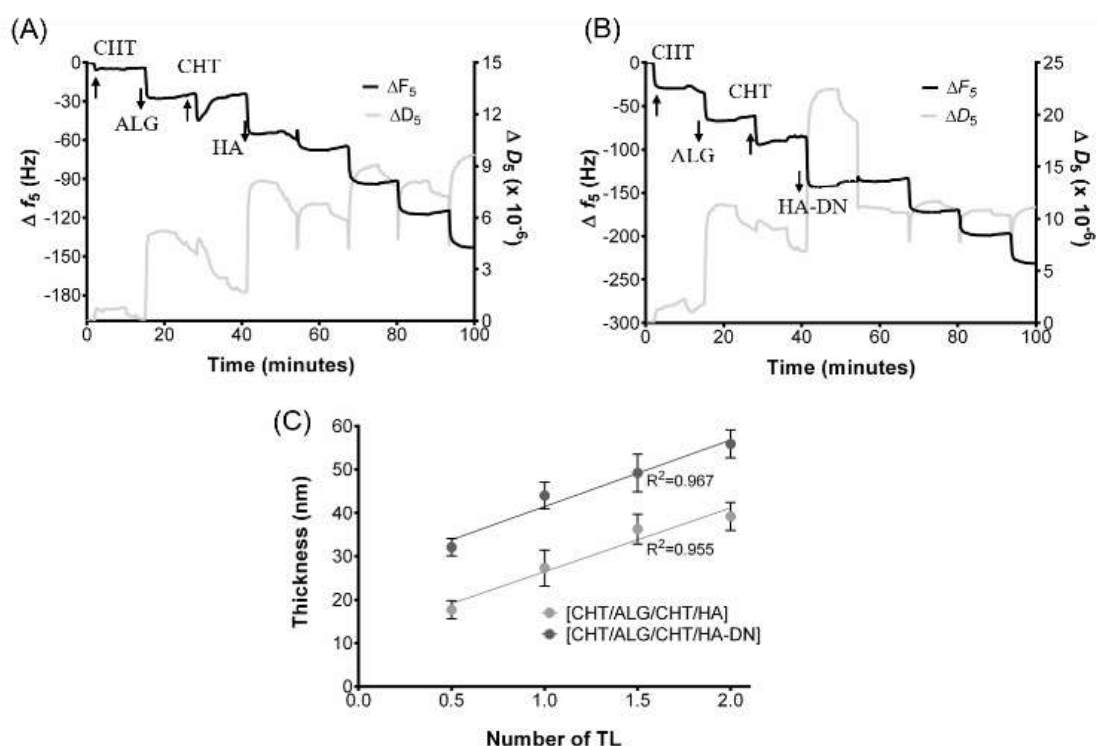 (A)
CHT
CHT
ALG
HA
ΔF5
ΔD5
0
-30
-60
-90
-120
-150
-180
Δ f5 (Hz)
15
12
9
6
3
0
Δ D5 (x 10-6)
0 20 40 60 80 100
Time (minutes)
(B)
CHT
CHT
ALG
HA-DN
ΔF5
ΔD5
0
-50
-100
-150
-200
-250
-300
Δ f5 (Hz)
25
20
15
10
5
0
Δ D5 (x 10-6)
0 20 40 60 80 100
Time (minutes)
(C)
60
50
40
30
20
10
0
Thickness (nm)
R2=0.967
R2=0.955
[CHT/ALG/CHT/HA]
[CHT/ALG/CHT/HA-DN]
0.0 0.5 1.0 1.5 2.0
Number of TL